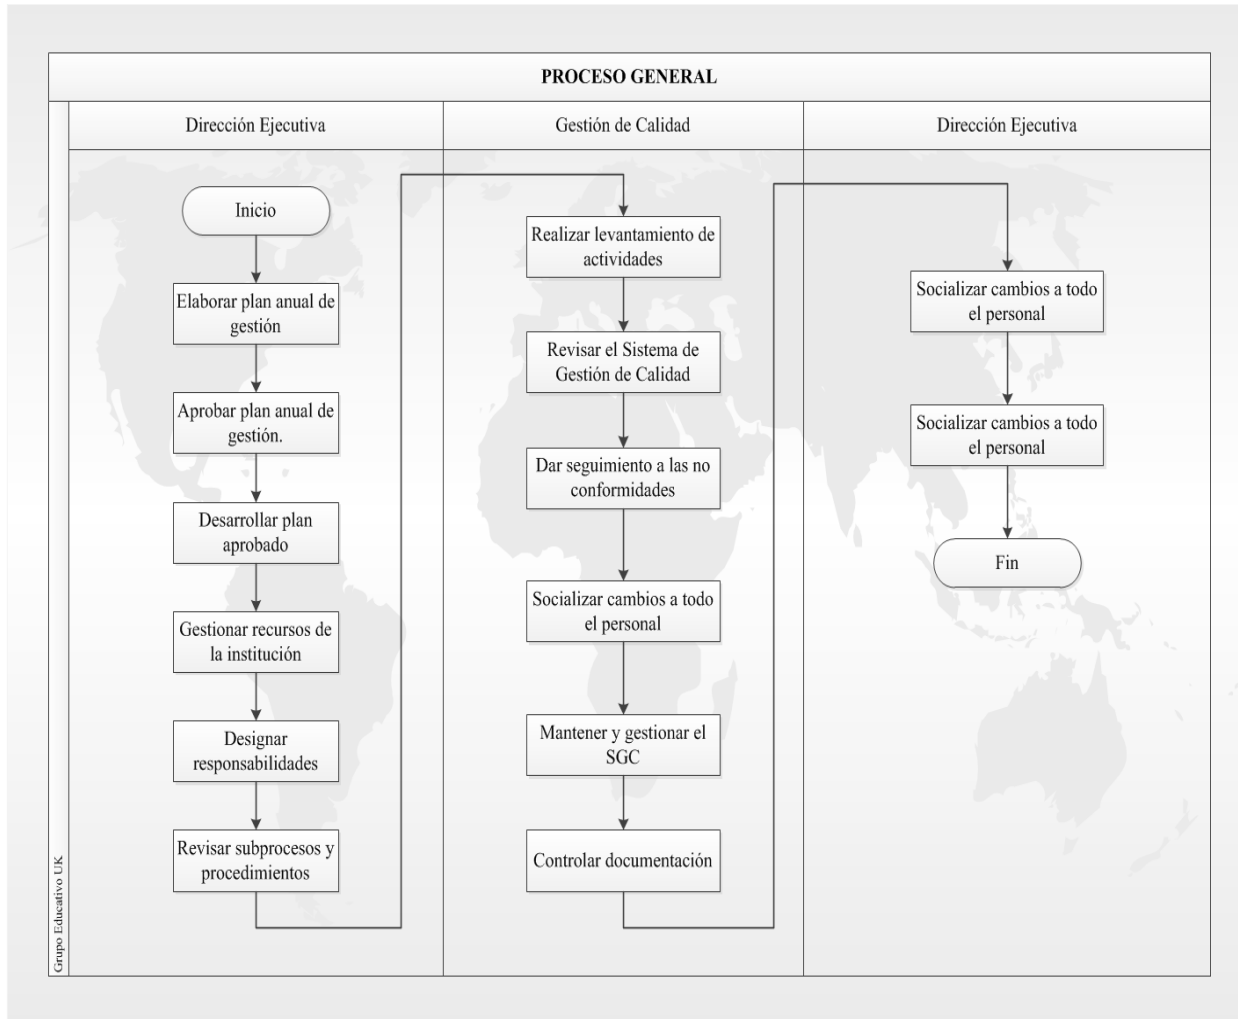 PROCESO GENERAL
Dirección Ejecutiva
Gestión de Calidad
Dirección Ejecutiva
Inicio
Elaborar plan anual de
gestión
Aprobar plan anual de
gestión.
Desarrollar plan
aprobado
Gestionar recursos de
la institución
Designar
responsabilidades
Revisar subprocesos y
procedimientos
Realizar levantamiento de
actividades
Revisar el Sistema de
Gestión de Calidad
Dar seguimiento a las no
conformidades
Socializar cambios a todo
el personal
Mantener y gestionar el
SGC
Controlar documentación
Socializar cambios a todo
el personal
Socializar cambios a todo
el personal
Fin
Grupo Educativo UK